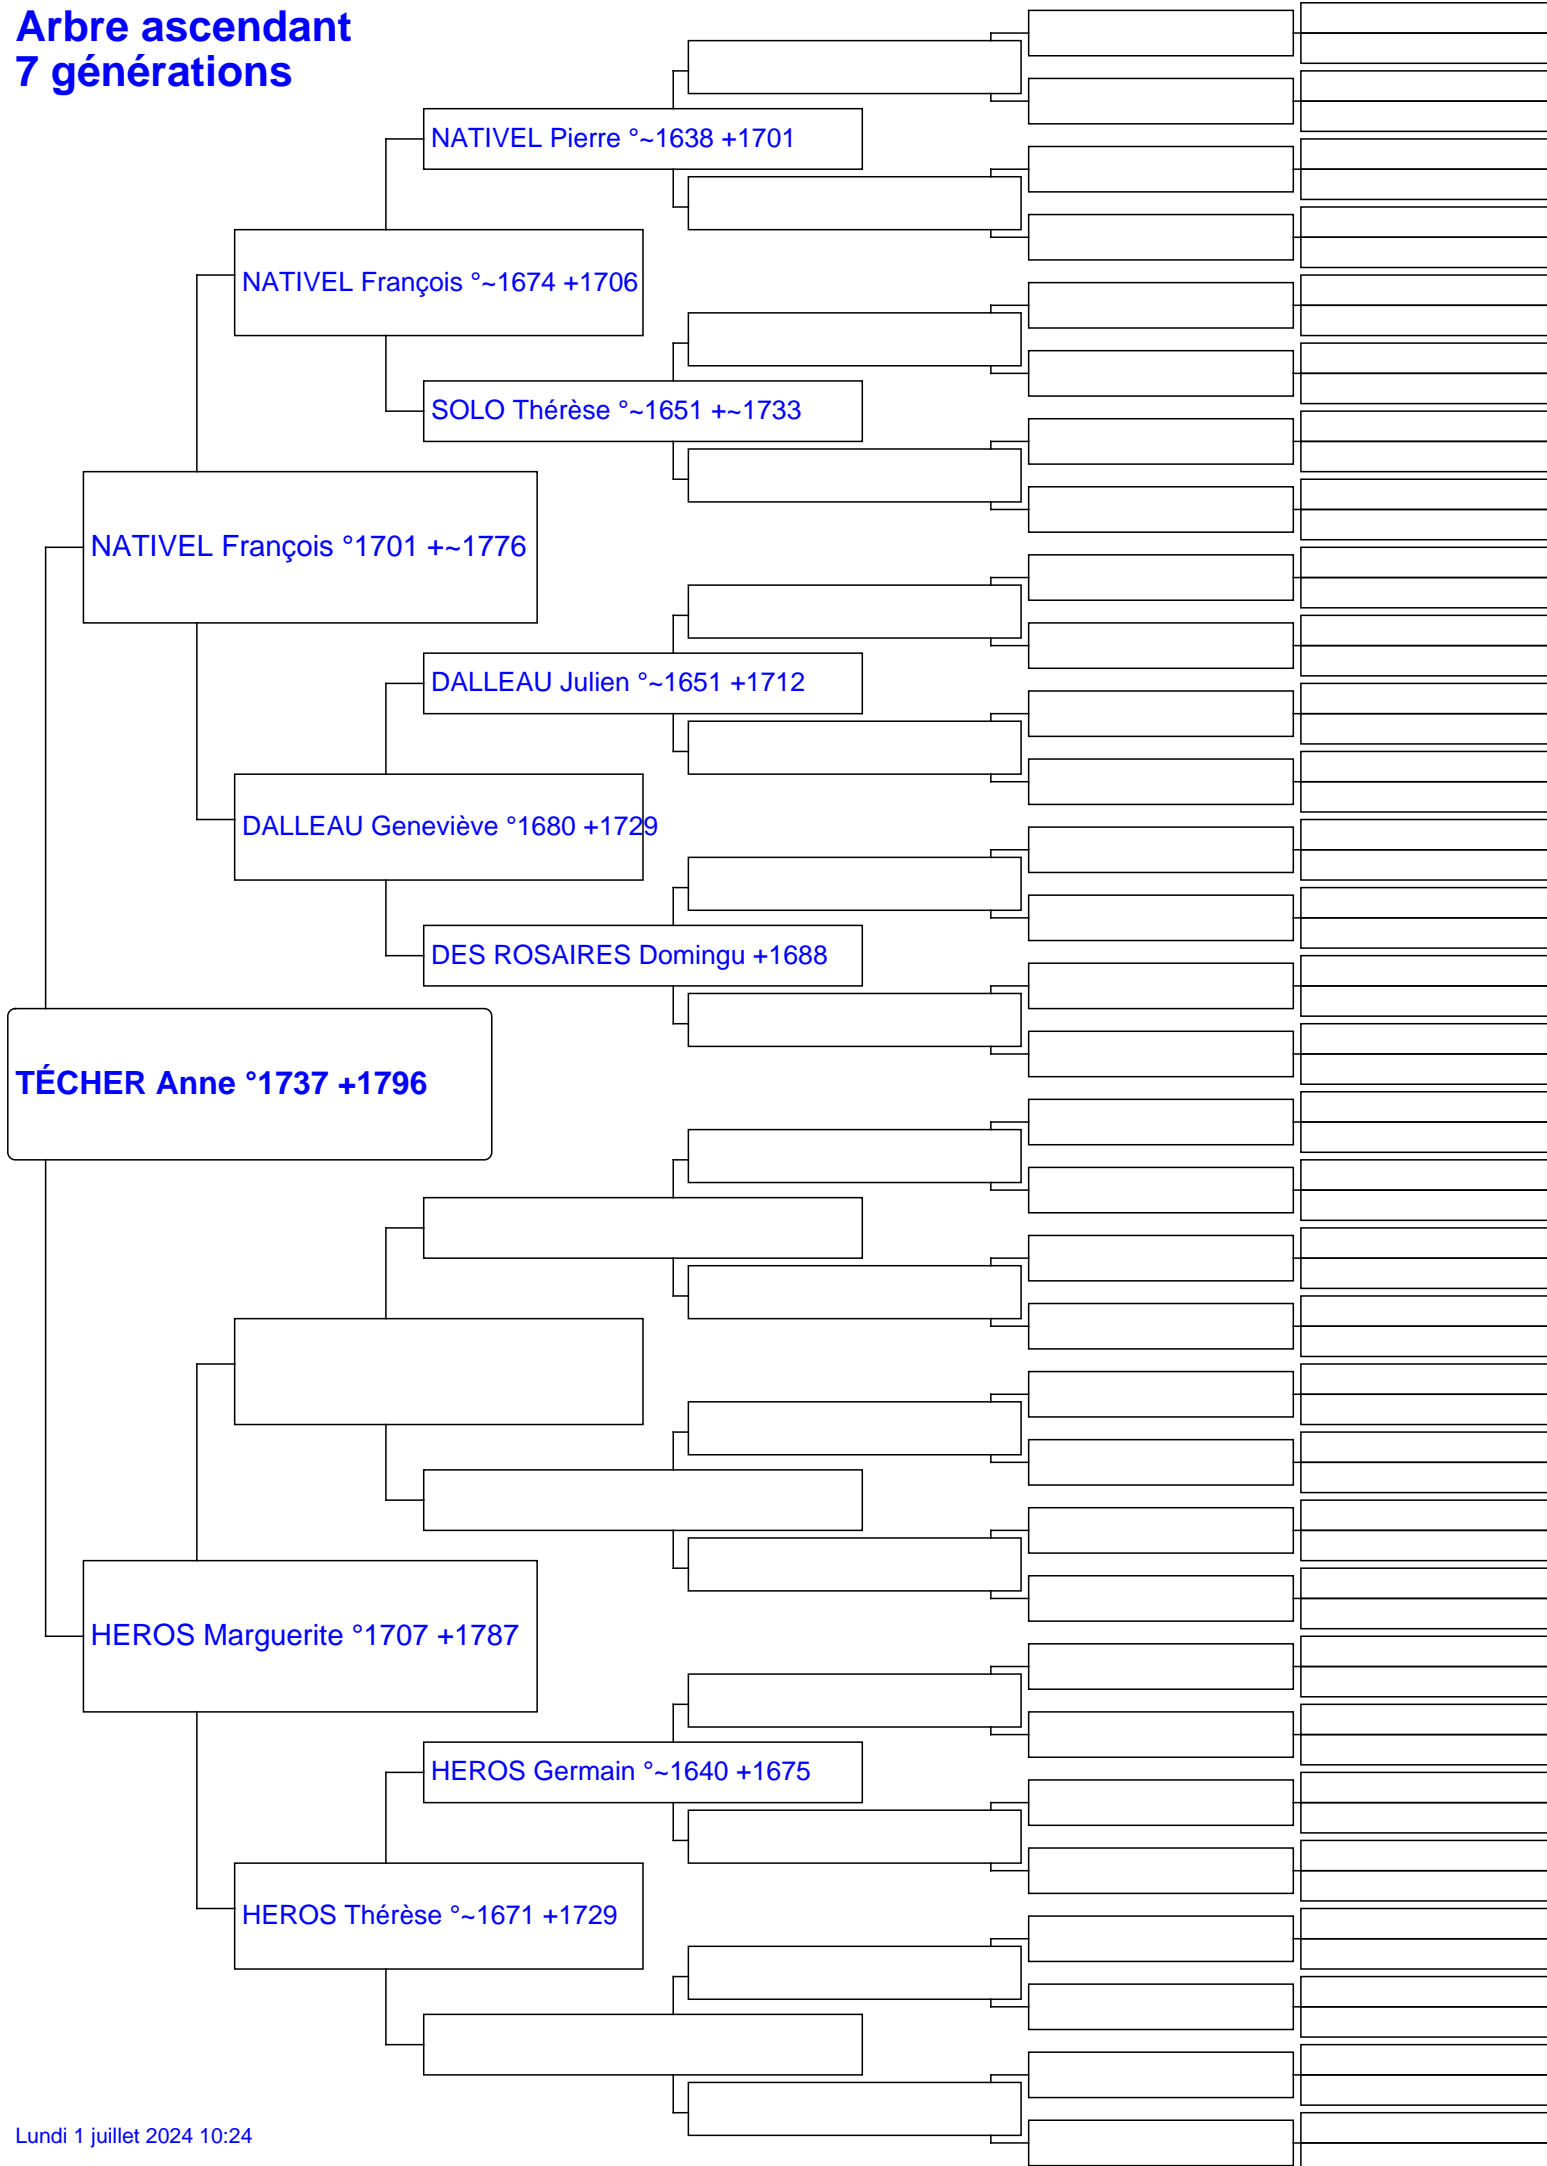 Arbre ascendant
7 générations
NATIVEL Pierre °~1638 +1701
NATIVEL François °~1674 +1706
SOLO Thérèse °~1651 +~1733
NATIVEL François °1701 +~1776
DALLEAU Julien °~1651 +1712
DALLEAU Geneviève °1680 +1729
DES ROSAIRES Domingu +1688
TÉCHER Anne °1737 +1796
HEROS Marguerite °1707 +1787
HEROS Germain °~1640 +1675
HEROS Thérèse °~1671 +1729
Lundi 1 juillet 2024 10:24